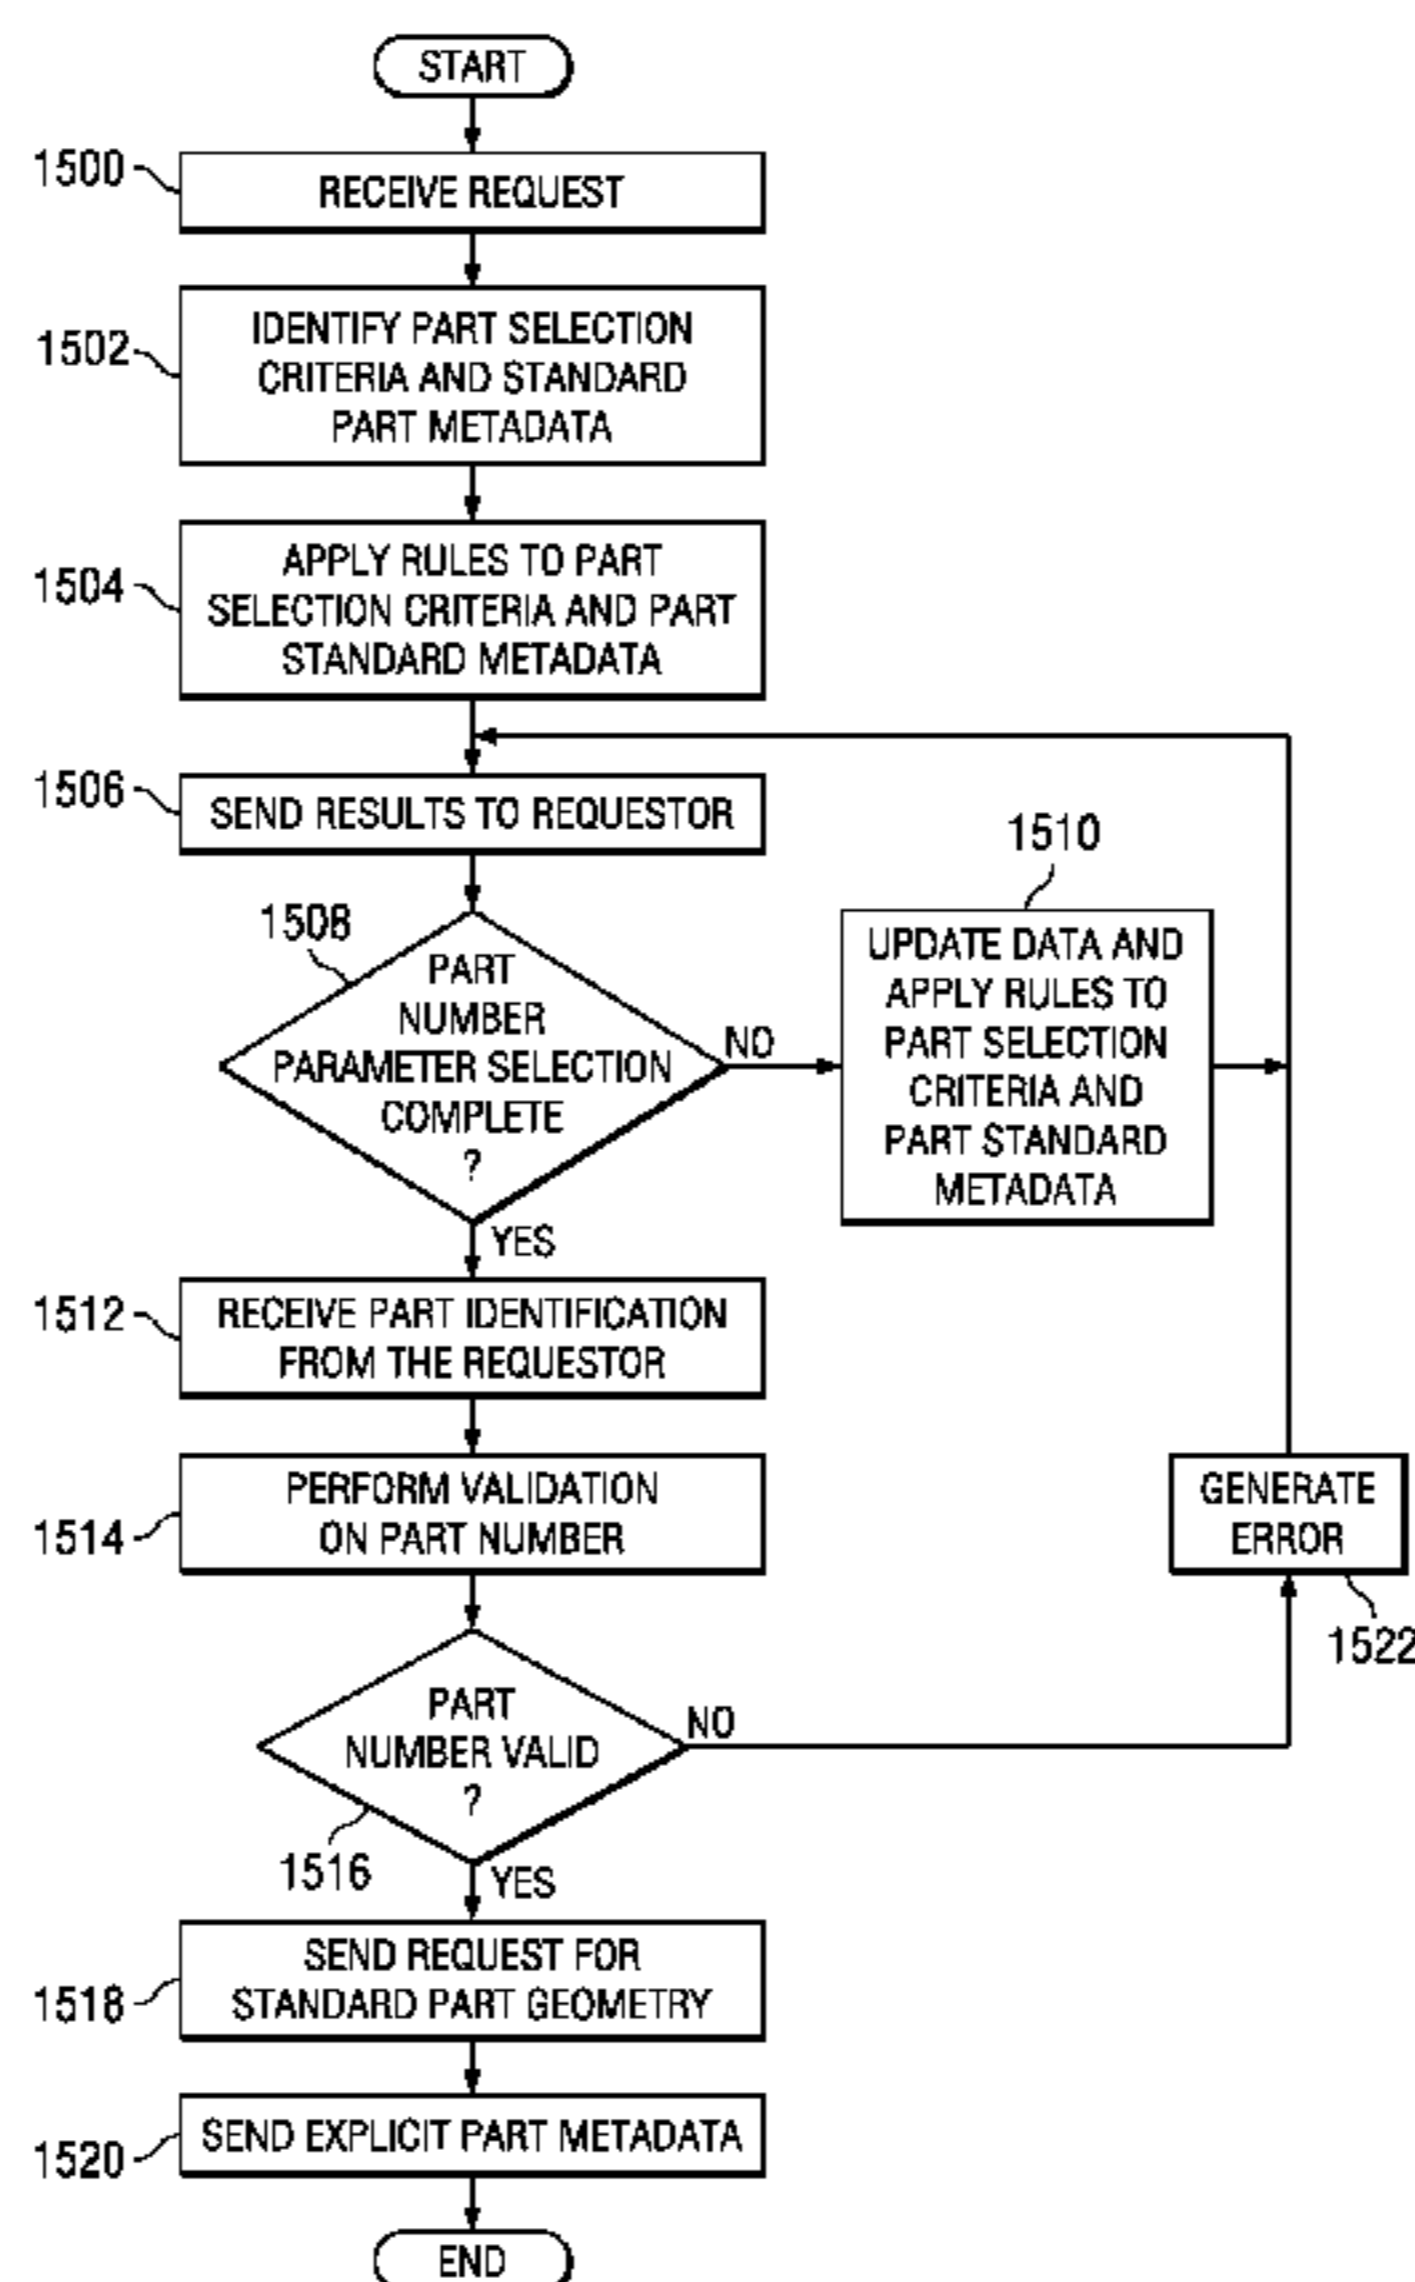 START
1500
RECEIVE REQUEST
1502
IDENTIFY PART SELECTION
CRITERIA AND STANDARD
PART METADATA
1504
APPLY RULES TO PART
SELECTION CRITERIA AND PART
STANDARD METADATA
1506
SEND RESULTS TO REQUESTOR
1508
PART
NUMBER
PARAMETER SELECTION
COMPLETE
?
NO
YES
1510
UPDATE DATA AND
APPLY RULES TO
PART SELECTION
CRITERIA AND
PART STANDARD
METADATA
1512
RECEIVE PART IDENTIFICATION
FROM THE REQUESTOR
1514
PERFORM VALIDATION
ON PART NUMBER
GENERATE
ERROR
1522
PART
NUMBER VALID
?
NO
1516
YES
1518
SEND REQUEST FOR
STANDARD PART GEOMETRY
1520
SEND EXPLICIT PART METADATA
END